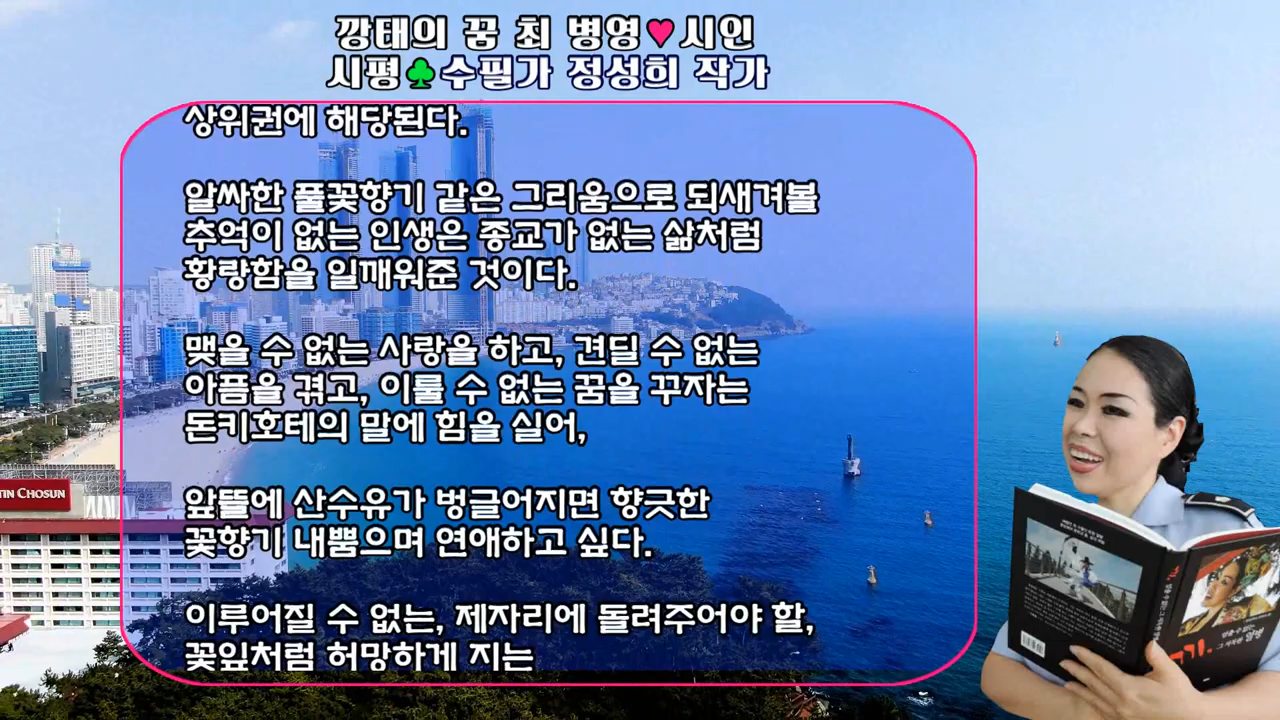 깡태의 꿈 최 병영♥시인
시평♣수필가 정성희 작가
상위권에 해당된다.
알싸한 풀꽃향기 같은 그리움으로 되새겨볼
추억이 없는 인생은 종교가 없는 삶처럼
황량함을 일깨워준 것이다.
맺을 수 없는 사랑을 하고, 견딜 수 없는
아픔을 겪고, 이룰 수 없는 꿈을 꾸자는
돈키호테의 말에 힘을 실어,
앞뜰에 산수유가 벙글어지면 향긋한
꽃향기 내뿜으며 연애하고 싶다.
이루어질 수 없는, 제자리에 돌려주어야 할,
꽃잎처럼 허망하게 지는
TIN CHOSUN